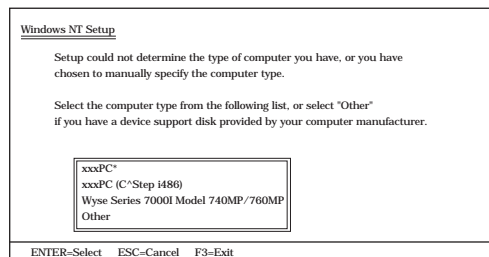 Windows NT Setup
Setup could not determine the type of computer you have, or you have
chosen to manually specify the computer type.
Select the computer type from the following list, or select "Other"
if you have a device support disk provided by your computer manufacturer.
xxxPC*
xxxPC (C^Step i486)
Wyse Series 7000I Model 740MP/760MP
Other
ENTER=Select ESC=Cancel F3=Exit